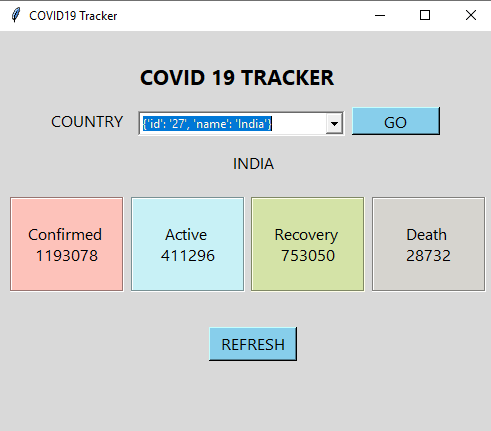 COVID19 Tracker
COVID 19 TRACKER
COUNTRY {'id': '27', 'name': 'India'} GO
INDIA
Confirmed Active Recovery Death
1193078 411296 753050 28732
REFRESH